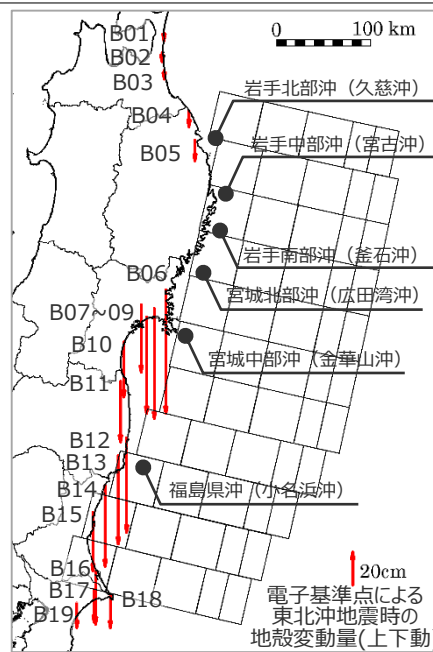 B01
B02
B03
B04
B05
B06
B07~09
B10
B11
B12
B13
B14
B15
B16
B17
B18
B19
0 100 km
岩手北部沖（久慈沖）
岩手中部沖（宮古沖）
岩手南部沖（釜石沖）
宮城北部沖（広田湾沖）
宮城中部沖（金華山沖）
福島県沖（小名浜沖）
20cm
電子基準点による
東北沖地震時の
地殻変動量(上下動)